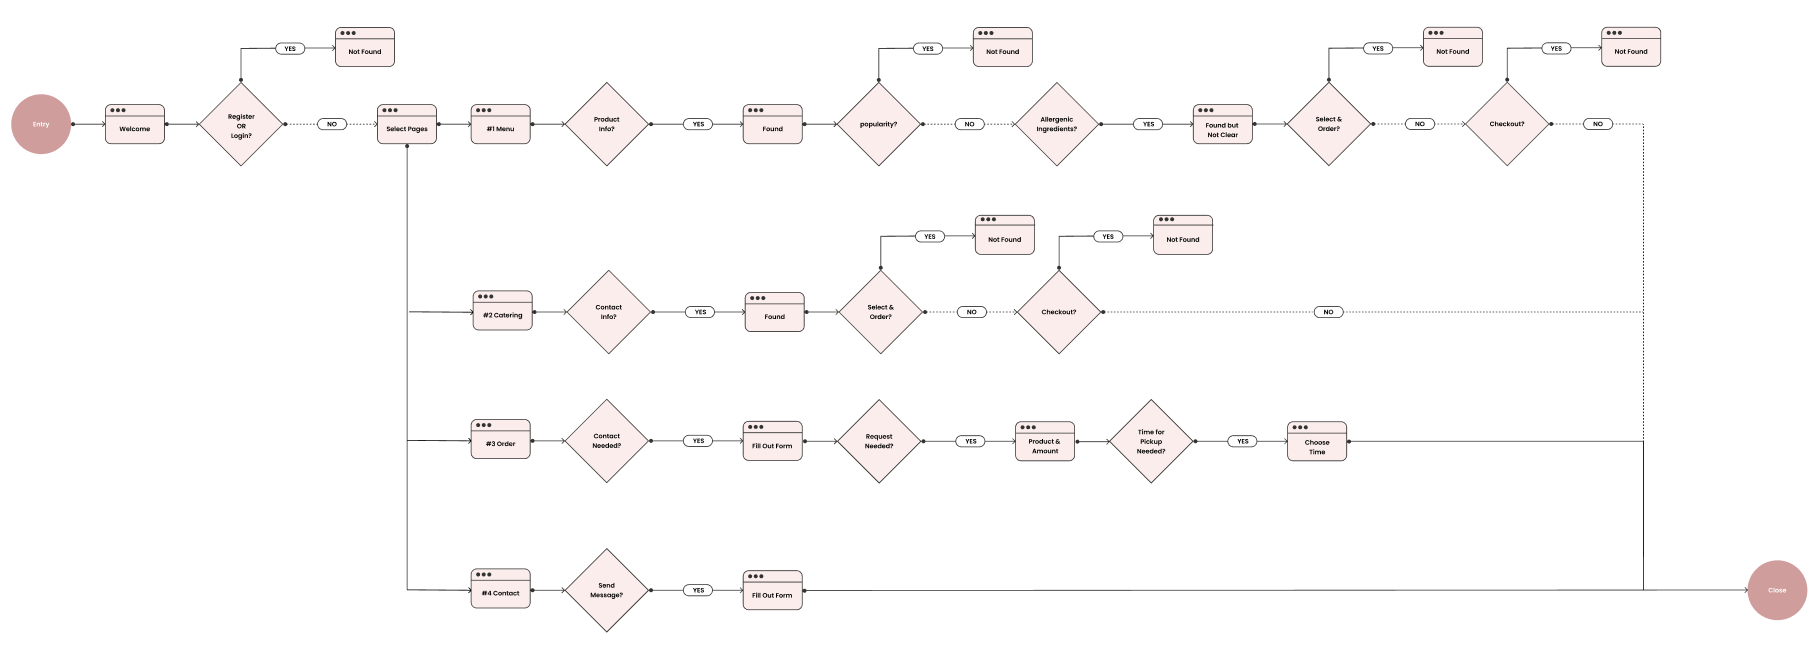 YES
Not Found
YES
Not Found
YES
Not Found
YES
Not Found
Entry
Welcome
Register
OR
Login?
NO
Select Pages
#1 Menu
Product
Info?
YES
Found
popularity?
NO
Allergenic
Ingredients?
YES
Found but
Not Clear
Select &
Order?
NO
Checkout?
NO
YES
Not Found
YES
Not Found
#2 Catering
Contact
Info?
YES
Found
Select &
Order?
NO
Checkout?
NO
#3 Order
Contact
Needed?
YES
Fill Out Form
Request
Needed?
YES
Product &
Amount
Time for
Pickup
Needed?
YES
Choose
Time
#4 Contact
Send
Message?
YES
Fill Out Form
Close